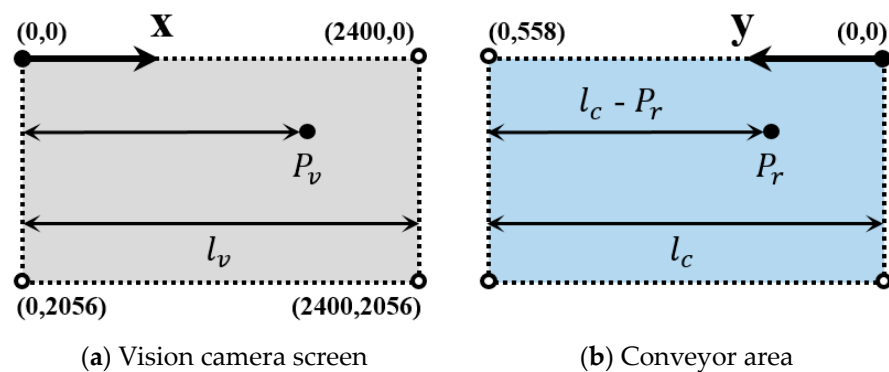 (0,0) x (2400,0)
P_v
l_v
(0,2056) (2400,2056)
(a) Vision camera screen
(0,558) y (0,0)
l_c - P_r
P_r
l_c
(b) Conveyor area